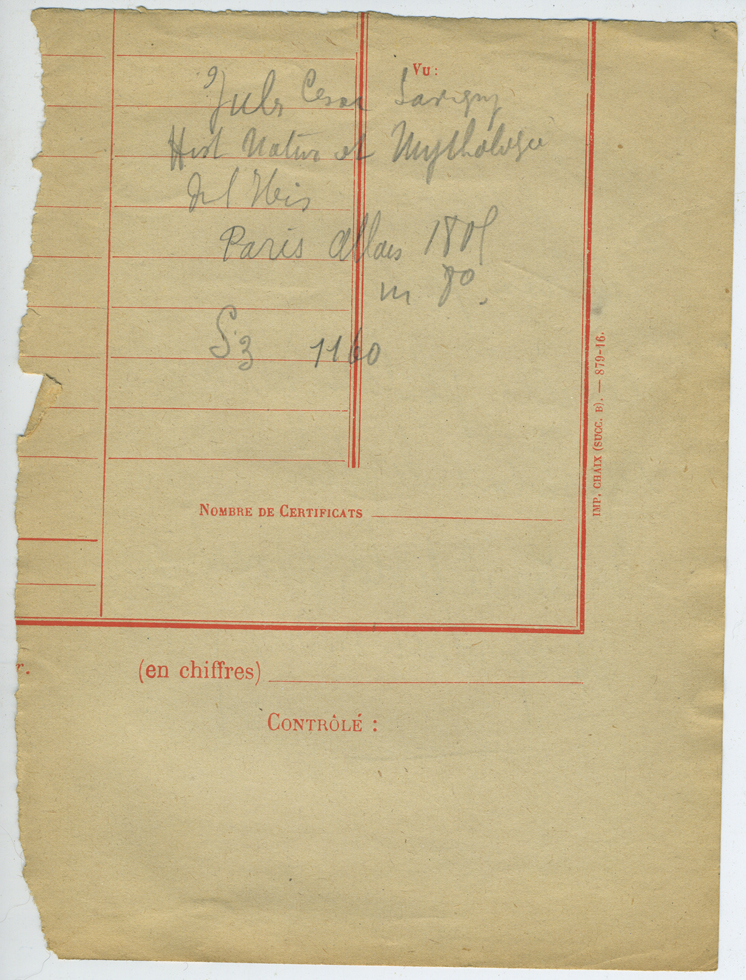 Vu:
Jules Cesar Savigny
Hist Natur et Mythologie
de l'Ibis
Paris Allais 1805
in 8º.
S3 1160
IMP. CHAIX (SUCC. B). — 879-16.
NOMBRE DE CERTIFICATS
r.
(en chiffres)
CONTRÔLÉ :